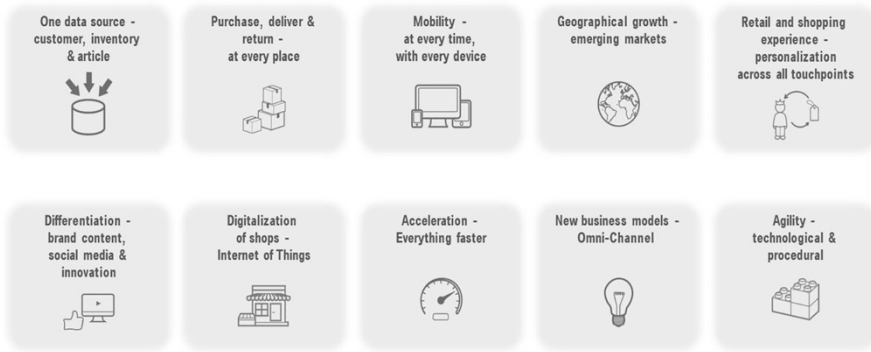 One data source -
customer, inventory
& article
Purchase, deliver &
return -
at every place
Mobility -
at every time,
with every device
Geographical growth -
emerging markets
Retail and shopping
experience -
personalization
across all touchpoints
Differentiation -
brand content,
social media &
innovation
Digitalization
of shops -
Internet of Things
Acceleration -
Everything faster
New business models -
Omni-Channel
Agility -
technological &
procedural